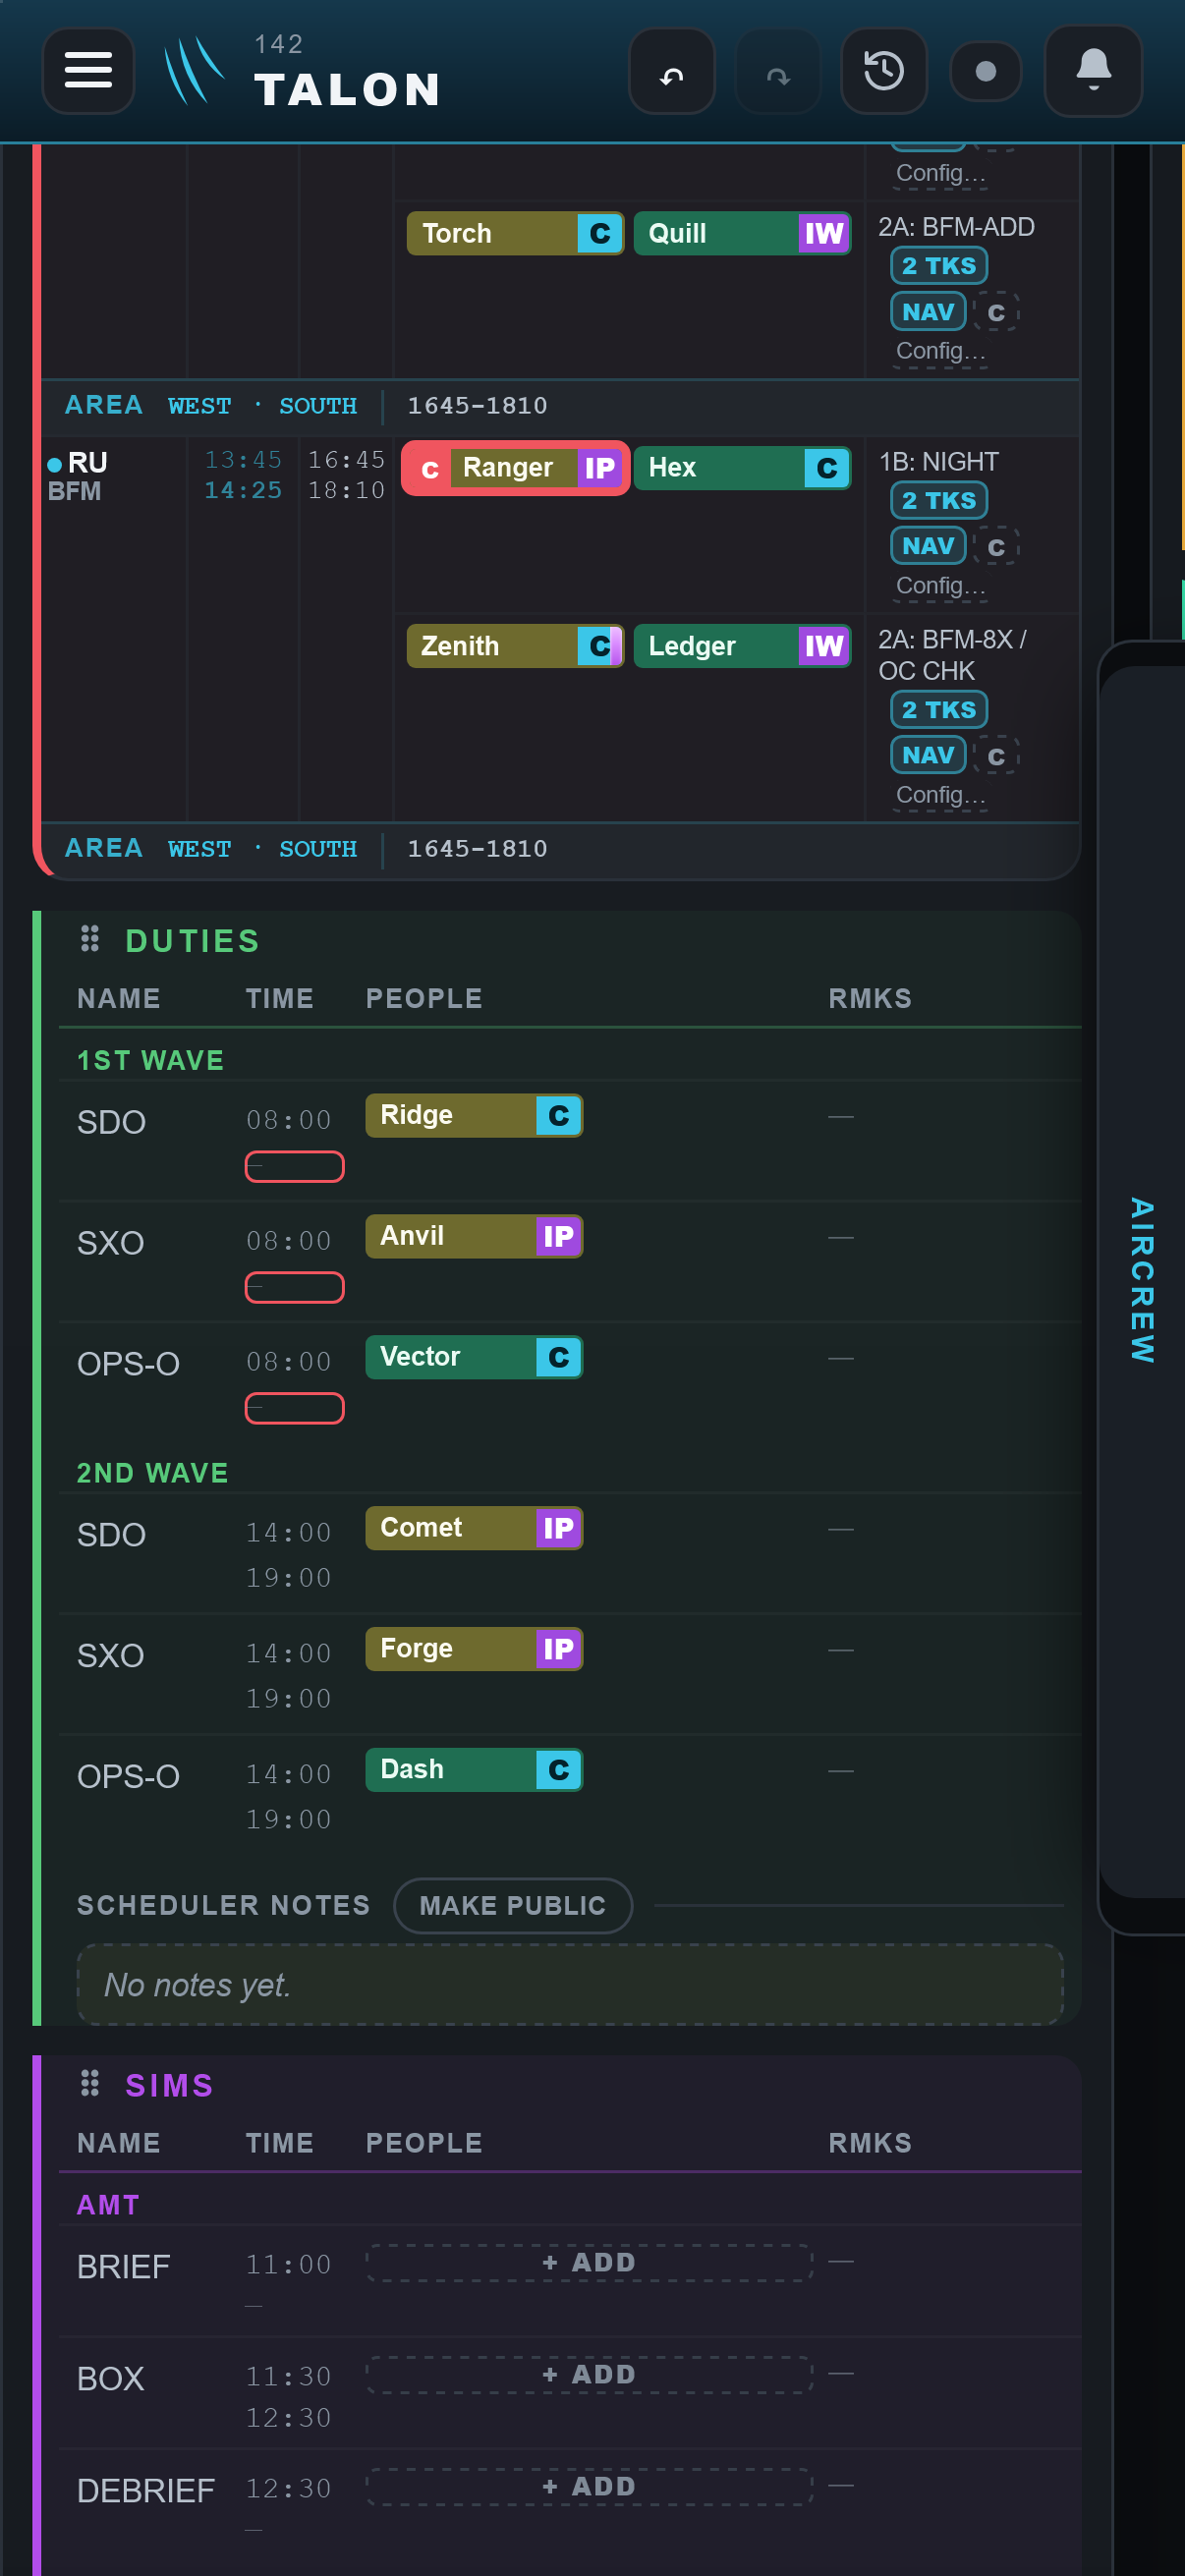 142
TALON
Config...
Torch C Quill IW 2A: BFM-ADD
2 TKS
NAV C
Config...
AREA WEST · SOUTH 1645-1810
RU 13:45 16:45 C Ranger IP Hex C 1B: NIGHT
BFM 14:25 18:10
2 TKS
NAV C
Config...
Zenith C Ledger IW 2A: BFM-8X /
OC CHK
2 TKS
NAV C
Config...
AREA WEST · SOUTH 1645-1810
DUTIES
NAME TIME PEOPLE RMKS
1ST WAVE
SDO 08:00 Ridge C —
—
SXO 08:00 Anvil IP —
—
OPS-O 08:00 Vector C —
—
2ND WAVE
SDO 14:00 Comet IP —
19:00
SXO 14:00 Forge IP —
19:00
OPS-O 14:00 Dash C —
19:00
AIRCREW
SCHEDULER NOTES MAKE PUBLIC
No notes yet.
SIMS
NAME TIME PEOPLE RMKS
AMT
BRIEF 11:00 + ADD —
—
BOX 11:30 + ADD —
12:30
DEBRIEF 12:30 + ADD —
—